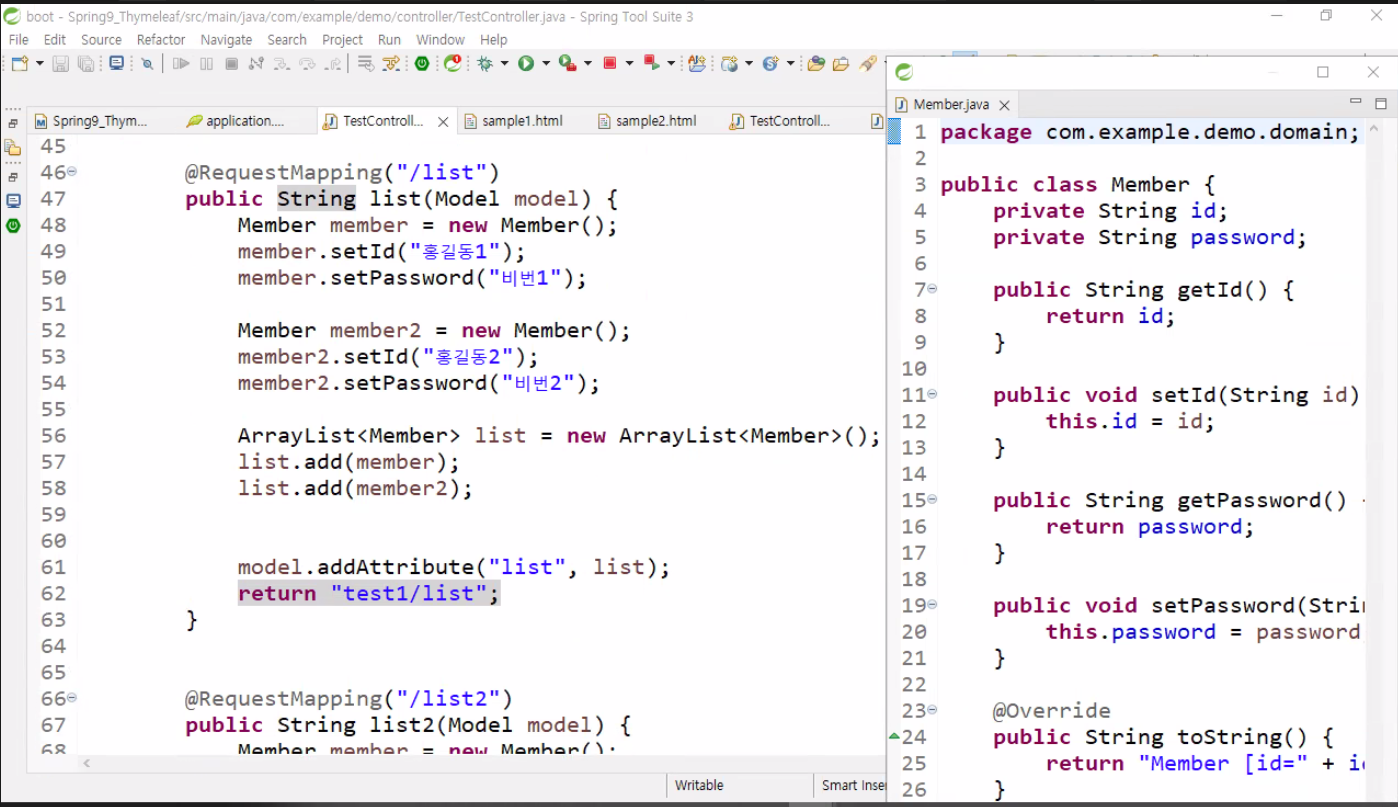 boot - Spring9_Thymeleaf/src/main/java/com/example/demo/controller/TestController.java - Spring Tool Suite 3
File Edit Source Refactor Navigate Search Project Run Window Help
Spring9_Thym... application.... TestControll... sample1.html sample2.html TestControll...
45
46 @RequestMapping("/list")
47 public String list(Model model) {
48 Member member = new Member();
49 member.setId("홍길동1");
50 member.setPassword("비번1");
51
52 Member member2 = new Member();
53 member2.setId("홍길동2");
54 member2.setPassword("비번2");
55
56 ArrayList<Member> list = new ArrayList<Member>();
57 list.add(member);
58 list.add(member2);
59
60
61 model.addAttribute("list", list);
62 return "test1/list";
63 }
64
65
66 @RequestMapping("/list2")
67 public String list2(Model model) {
68 Member member = new Member();
Writable Smart Inser
Member.java
1 package com.example.demo.domain;
2
3 public class Member {
4 private String id;
5 private String password;
6
7 public String getId() {
8 return id;
9 }
10
11 public void setId(String id)
12 this.id = id;
13 }
14
15 public String getPassword()
16 return password;
17 }
18
19 public void setPassword(Strin
20 this.password = password
21 }
22
23 @Override
24 public String toString() {
25 return "Member [id=" + i
26 }